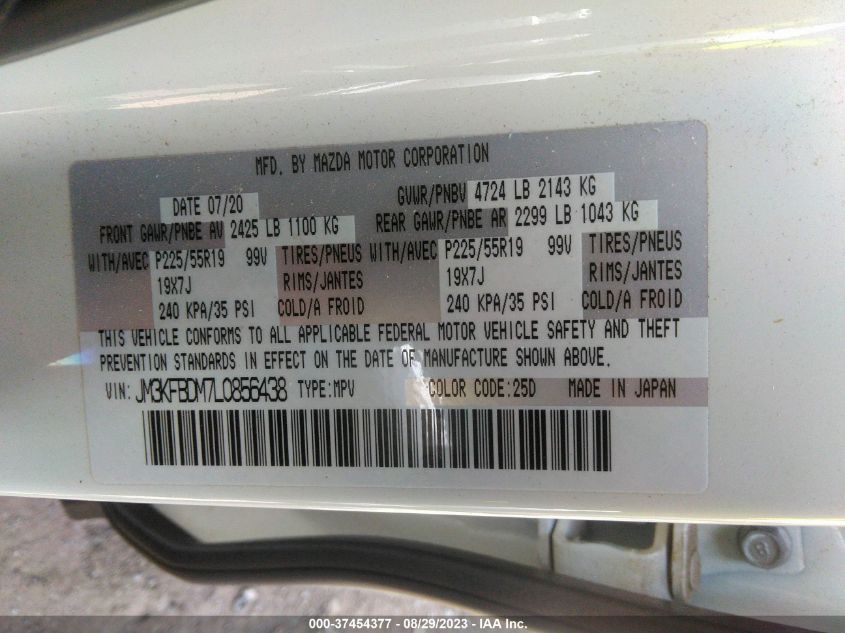 MFD. BY MAZDA MOTOR CORPORATION
DATE 07/20 GVWR/PNBV 4724 LB 2143 KG
FRONT GAWR/PNBE AV 2425 LB 1100 KG REAR GAWR/PNBE AR 2299 LB 1043 KG
WITH/AVEC P225/55R19 99V TIRES/PNEUS WITH/AVEC P225/55R19 99V TIRES/PNEUS
19X7J RIMS/JANTES 19X7J RIMS/JANTES
240 KPA/35 PSI COLD/A FROID 240 KPA/35 PSI COLD/A FROID
THIS VEHICLE CONFORMS TO ALL APPLICABLE FEDERAL MOTOR VEHICLE SAFETY AND THEFT
PREVENTION STANDARDS IN EFFECT ON THE DATE OF MANUFACTURE SHOWN ABOVE.
VIN: JM3KFBDM7L0856438 TYPE:MPV COLOR CODE:25D MADE IN JAPAN
000-37454377 - 08/29/2023 - IAA Inc.